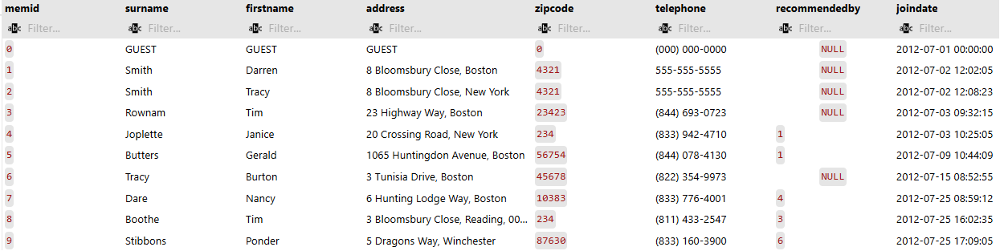 memid surname firstname address zipcode telephone recommendedby joindate
abc Filter... abc Filter... abc Filter... abc Filter... abc Filter... abc Filter... abc Filter... abc Filter...
0 GUEST GUEST GUEST 0 (000) 000-0000 NULL 2012-07-01 00:00:00
1 Smith Darren 8 Bloomsbury Close, Boston 4321 555-555-5555 NULL 2012-07-02 12:02:05
2 Smith Tracy 8 Bloomsbury Close, New York 4321 555-555-5555 NULL 2012-07-02 12:08:23
3 Rownam Tim 23 Highway Way, Boston 23423 (844) 693-0723 NULL 2012-07-03 09:32:15
4 Joplette Janice 20 Crossing Road, New York 234 (833) 942-4710 1 2012-07-03 10:25:05
5 Butters Gerald 1065 Huntingdon Avenue, Boston 56754 (844) 078-4130 1 2012-07-09 10:44:09
6 Tracy Burton 3 Tunisia Drive, Boston 45678 (822) 354-9973 NULL 2012-07-15 08:52:55
7 Dare Nancy 6 Hunting Lodge Way, Boston 10383 (833) 776-4001 4 2012-07-25 08:59:12
8 Boothe Tim 3 Bloomsbury Close, Reading, 00... 234 (811) 433-2547 3 2012-07-25 16:02:35
9 Stibbons Ponder 5 Dragons Way, Winchester 87630 (833) 160-3900 6 2012-07-25 17:09:05